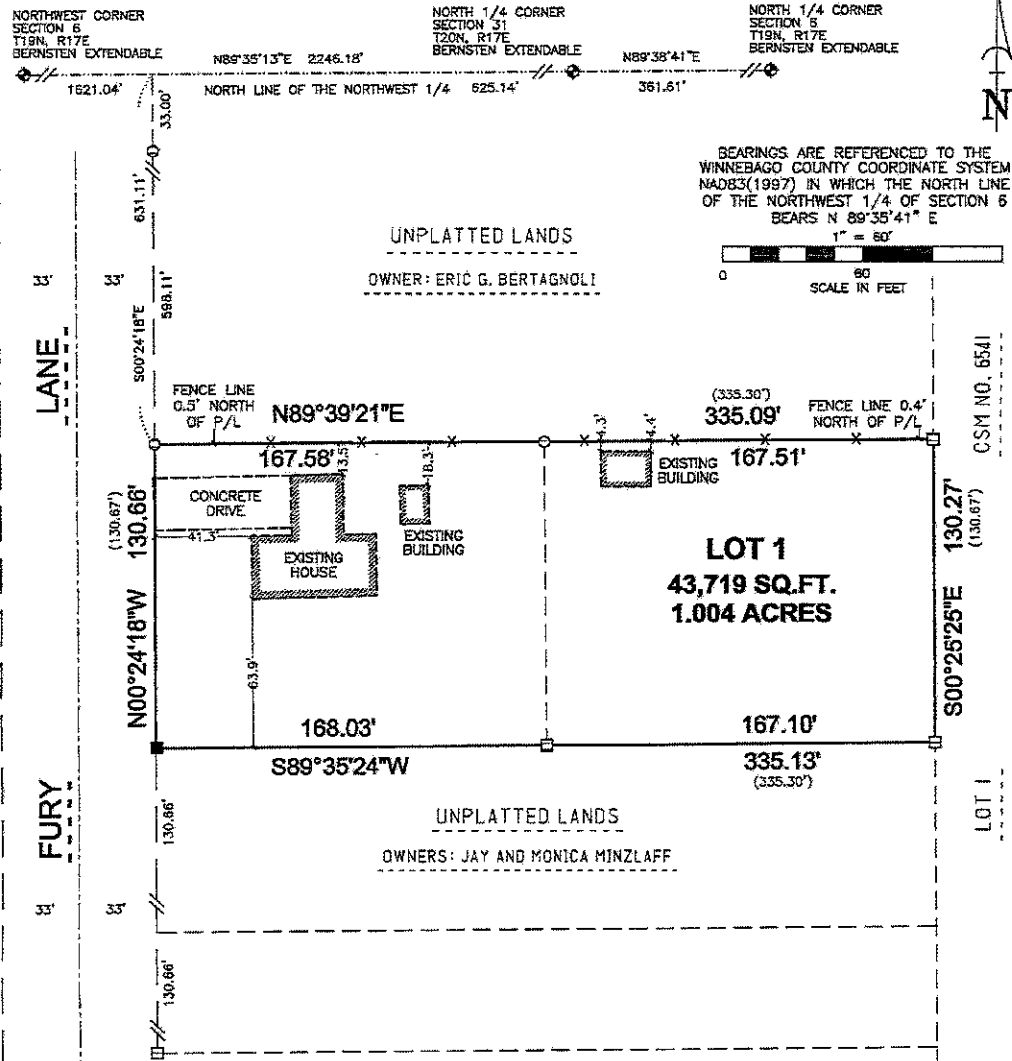 NORTHWEST CORNER
SECTION 6
T19N, R17E
BERNSTEN EXTENDABLE
NORTH 1/4 CORNER
SECTION 31
T20N, R17E
BERNSTEN EXTENDABLE
NORTH 1/4 CORNER
SECTION 6
T19N, R17E
BERNSTEN EXTENDABLE
N89°35'13"E 2246.18'
N89°38'41"E
1621.04'
NORTH LINE OF THE NORTHWEST 1/4
625.14'
361.61'
33.00'
N
BEARINGS ARE REFERENCED TO THE
WINNEBAGO COUNTY COORDINATE SYSTEM
NAD83(1997) IN WHICH THE NORTH LINE
OF THE NORTHWEST 1/4 OF SECTION 6
BEARS N 89°35'41" E
1" = 60'
0
60
SCALE IN FEET
631.11'
UNPLATTED LANDS
OWNER: ERIC G. BERTAGNOLI
33'
33'
598.11'
S00°24'18"E
LANE
CSM NO. 6541
FENCE LINE
0.5' NORTH
OF P/L
N89°39'21"E
(335.30')
335.09'
FENCE LINE 0.4'
NORTH OF P/L
167.58'
13.5'
18.3'
4.3'
4.4'
167.51'
EXISTING
BUILDING
CONCRETE
DRIVE
41.3'
EXISTING
HOUSE
EXISTING
BUILDING
(130.67')
130.66'
N00°24'18"W
LOT 1
43,719 SQ.FT.
1.004 ACRES
130.27'
(130.67')
S00°25'25"E
63.9'
168.03'
167.10'
S89°35'24"W
335.13'
(335.30')
FURY
130.66'
UNPLATTED LANDS
OWNERS: JAY AND MONICA MINZLAFF
LOT 1
33'
33'
130.66'